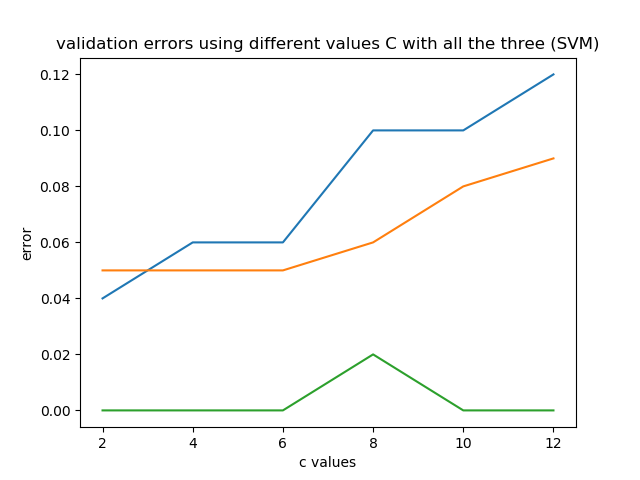 validation errors using different values C with all the three (SVM)
0.12
0.10
0.08
0.06
0.04
0.02
0.00
error
2 4 6 8 10 12
c values